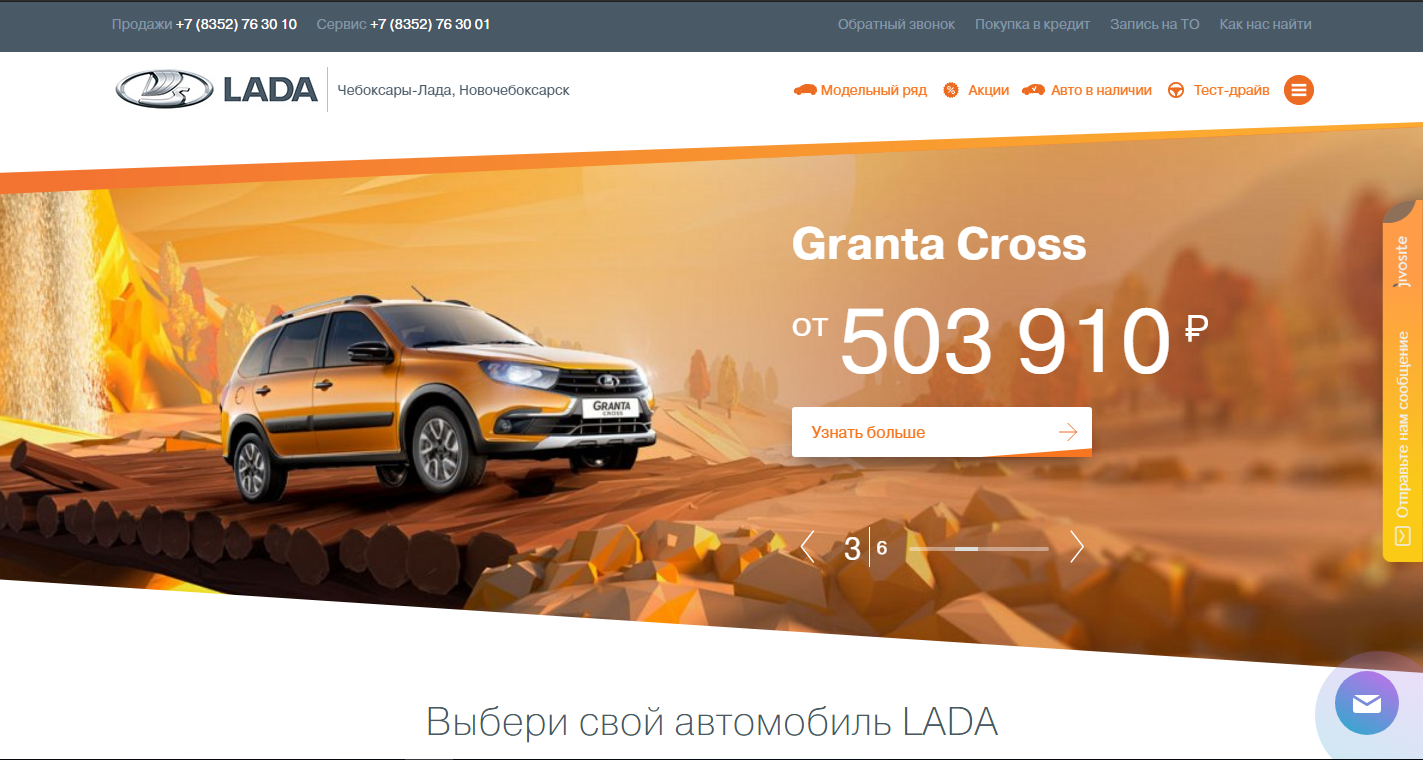 Продажи +7 (8352) 76 30 10 Сервис +7 (8352) 76 30 01 Обратный звонок Покупка в кредит Запись на ТО Как нас найти
LADA Чебоксары-Лада, Новочебоксарск Модельный ряд % Акции Авто в наличии Тест-драйв
Granta Cross
от 503 910 ₽
Узнать больше
GRANTA
CROSS
3 6
jivosite
Отправьте нам сообщение
Выбери свой автомобиль LADA